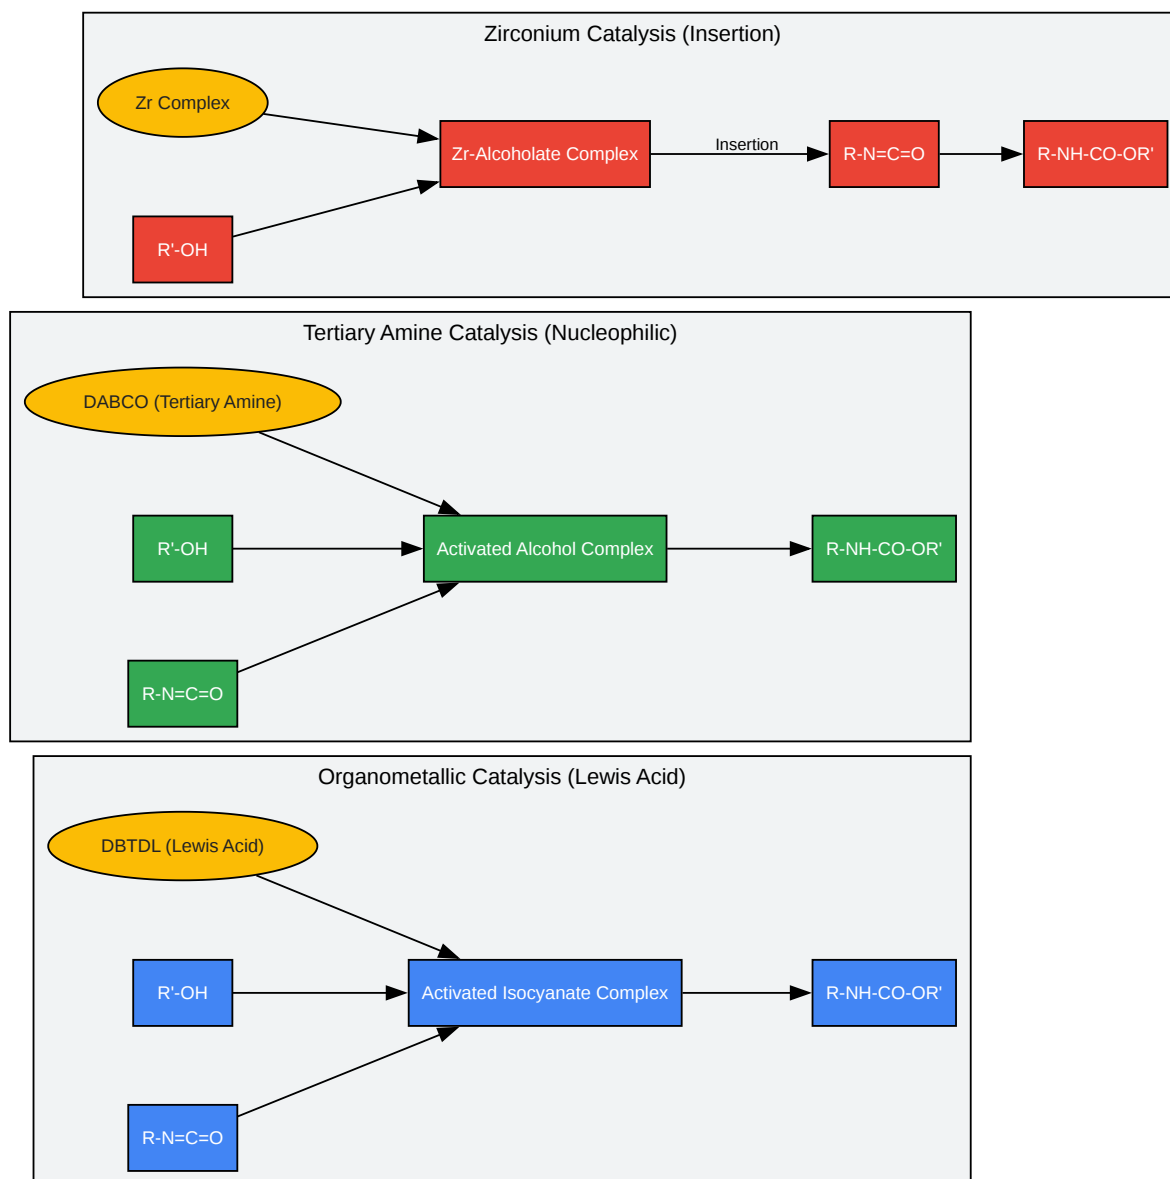 Zirconium Catalysis (Insertion)
Zr Complex
Zr-Alcoholate Complex
Insertion
R-N=C=O
R-NH-CO-OR'
R'-OH
Tertiary Amine Catalysis (Nucleophilic)
DABCO (Tertiary Amine)
R'-OH
Activated Alcohol Complex
R-NH-CO-OR'
R-N=C=O
Organometallic Catalysis (Lewis Acid)
DBTDL (Lewis Acid)
R'-OH
Activated Isocyanate Complex
R-NH-CO-OR'
R-N=C=O